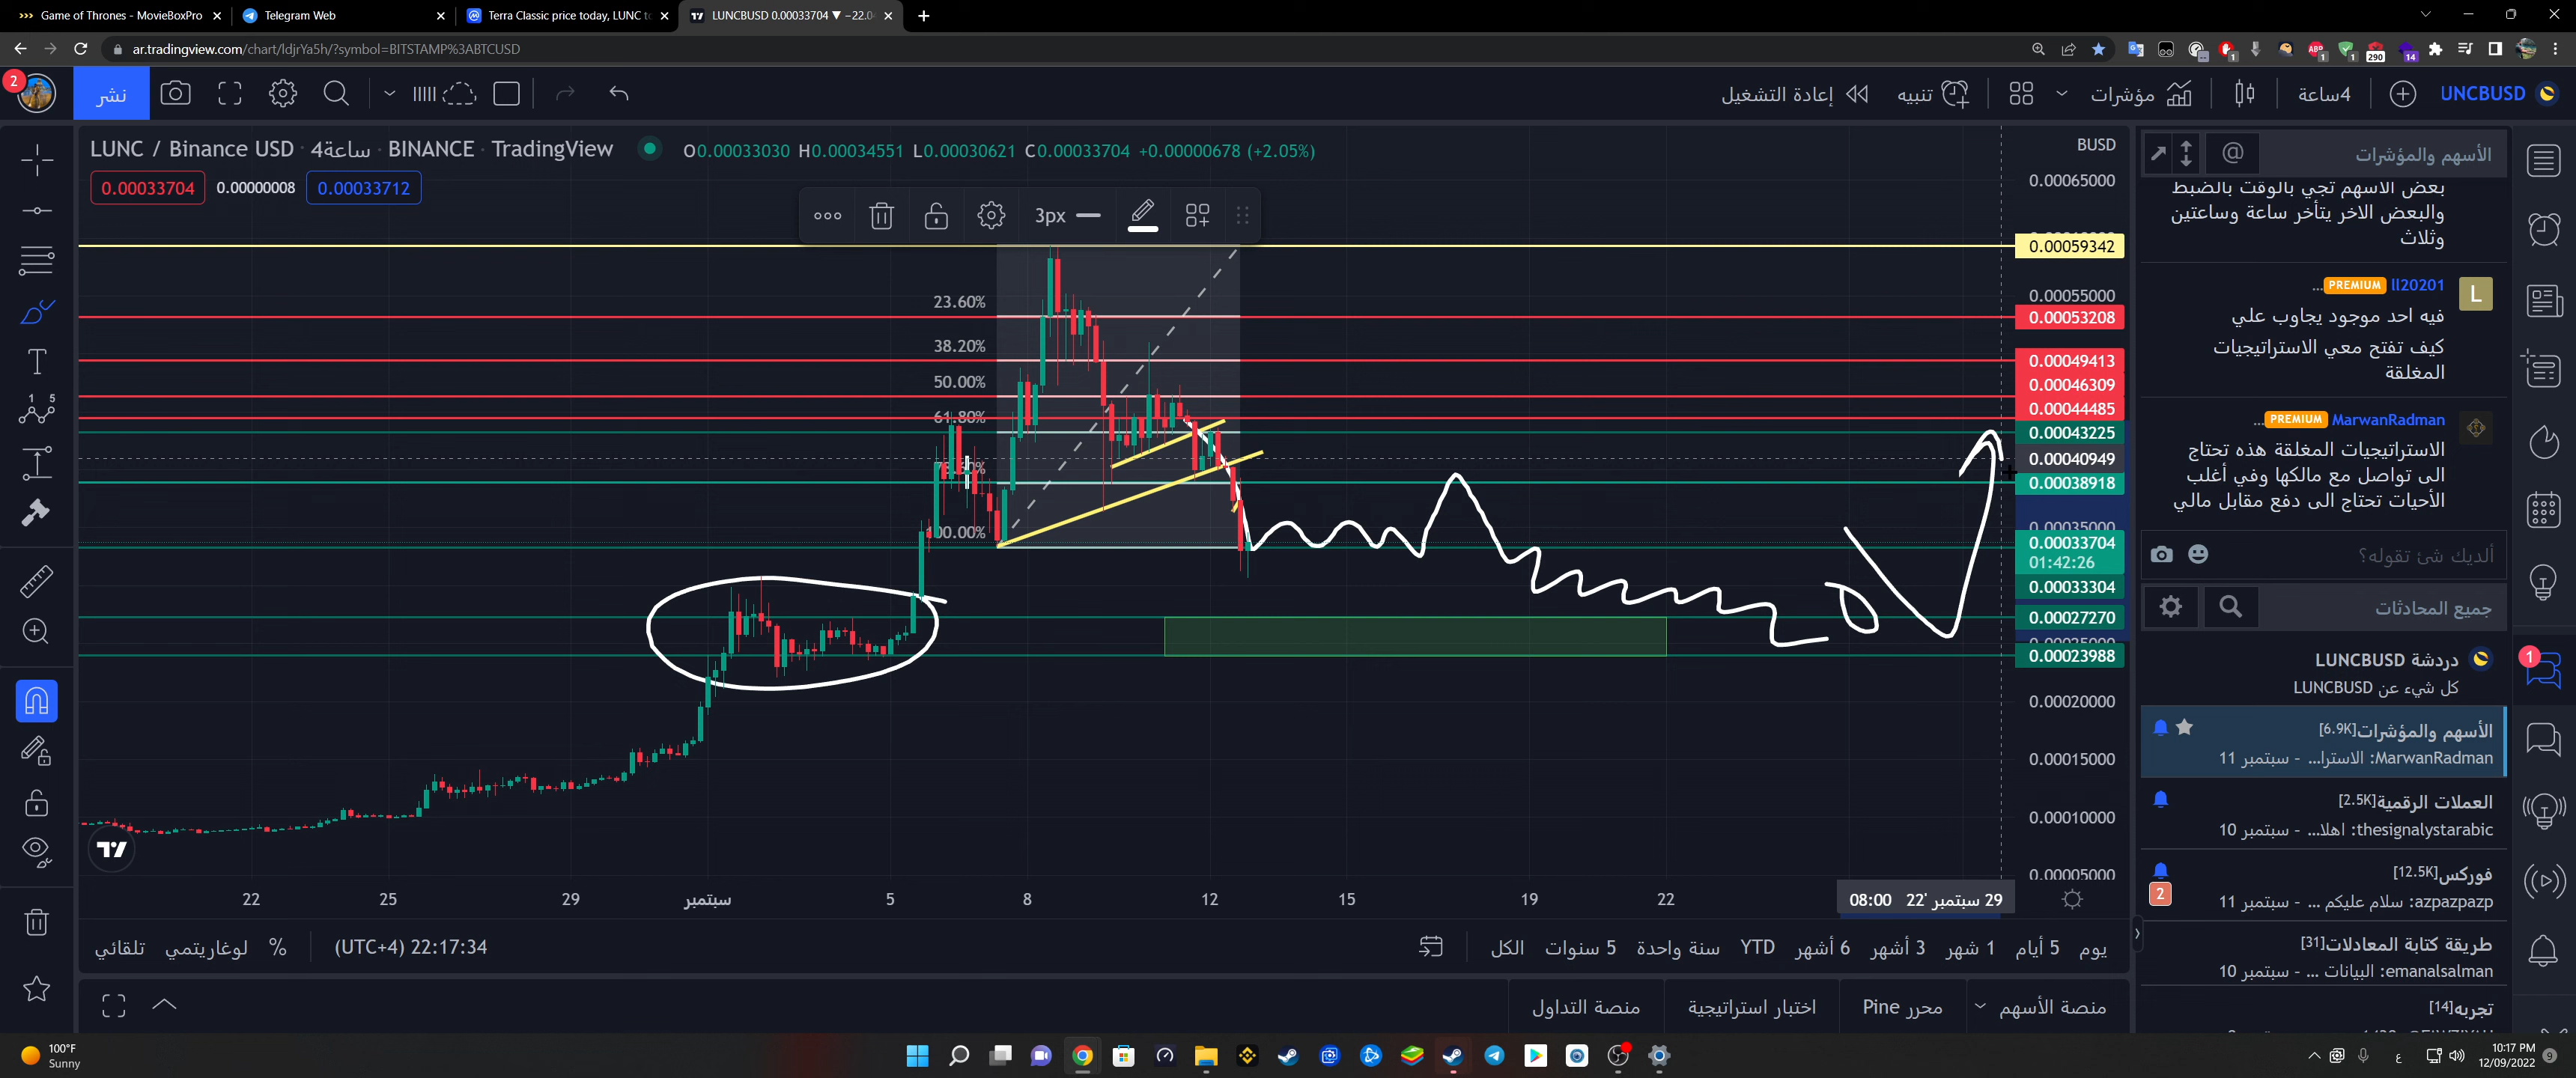 Game of Thrones - MovieBoxPro
Telegram Web
Terra Classic price today, LUNC to
LUNCBUSD 0.00033704 ▼ −22.0
ar.tradingview.com/chart/ldjrYa5h/?symbol=BITSTAMP%3ABTCUSD
2
نشر
إعادة التشغيل
تنبيه
مؤشرات
4ساعة
UNCBUSD
LUNC / Binance USD · 4ساعة · BINANCE · TradingView
O0.00033030 H0.00034551 L0.00030621 C0.00033704 +0.00000678 (+2.05%)
0.00033704 0.00000008 0.00033712
3px
BUSD
0.00065000
0.00059342
0.00055000
0.00053208
0.00049413
0.00046309
0.00044485
0.00043225
0.00040949
0.00038918
0.00035000
0.00033704
01:42:26
0.00033304
0.00027270
0.00025000
0.00023988
0.00020000
0.00015000
0.00010000
0.00005000
23.60%
38.20%
50.00%
61.80%
100.00%
22 25 29 سبتمبر 5 8 12 15 19 22
29 سبتمبر '22 08:00
تلقائي لوغاريتمي % 22:17:34 (UTC+4)
يوم 5 أيام 1 شهر 3 أشهر 6 أشهر YTD سنة واحدة 5 سنوات الكل
منصة الأسهم محرر Pine اختبار استراتيجية منصة التداول
الأسهم والمؤشرات
بعض الاسهم تجي بالوقت بالضبط
والبعض الاخر يتأخر ساعة وساعتين
وثلاث
ll20201 PREMIUM ...
L
فيه احد موجود يجاوب علي
كيف تفتح معي الاستراتيجيات
المغلقة
MarwanRadman PREMIUM ...
الاستراتيجيات المغلقة هذه تحتاج
الى تواصل مع مالكها وفي أغلب
الأحيات تحتاج الى دفع مقابل مالي
ألديك شئ تقوله؟
جميع المحادثات
دردشة LUNCBUSD
كل شيء عن LUNCBUSD
الأسهم والمؤشرات[6.9K]
MarwanRadman: الاسترا... - سبتمبر 11
العملات الرقمية[2.5K]
thesignalystarabic: اهلا... - سبتمبر 10
فوركس[12.5K]
2
azpazpazp: سلام عليكم ... - سبتمبر 11
طريقة كتابة المعادلات[31]
emanalsalman: البيانات ... - سبتمبر 10
تجربه[14]
1
100°F
Sunny
ع
10:17 PM
12/09/2022
9